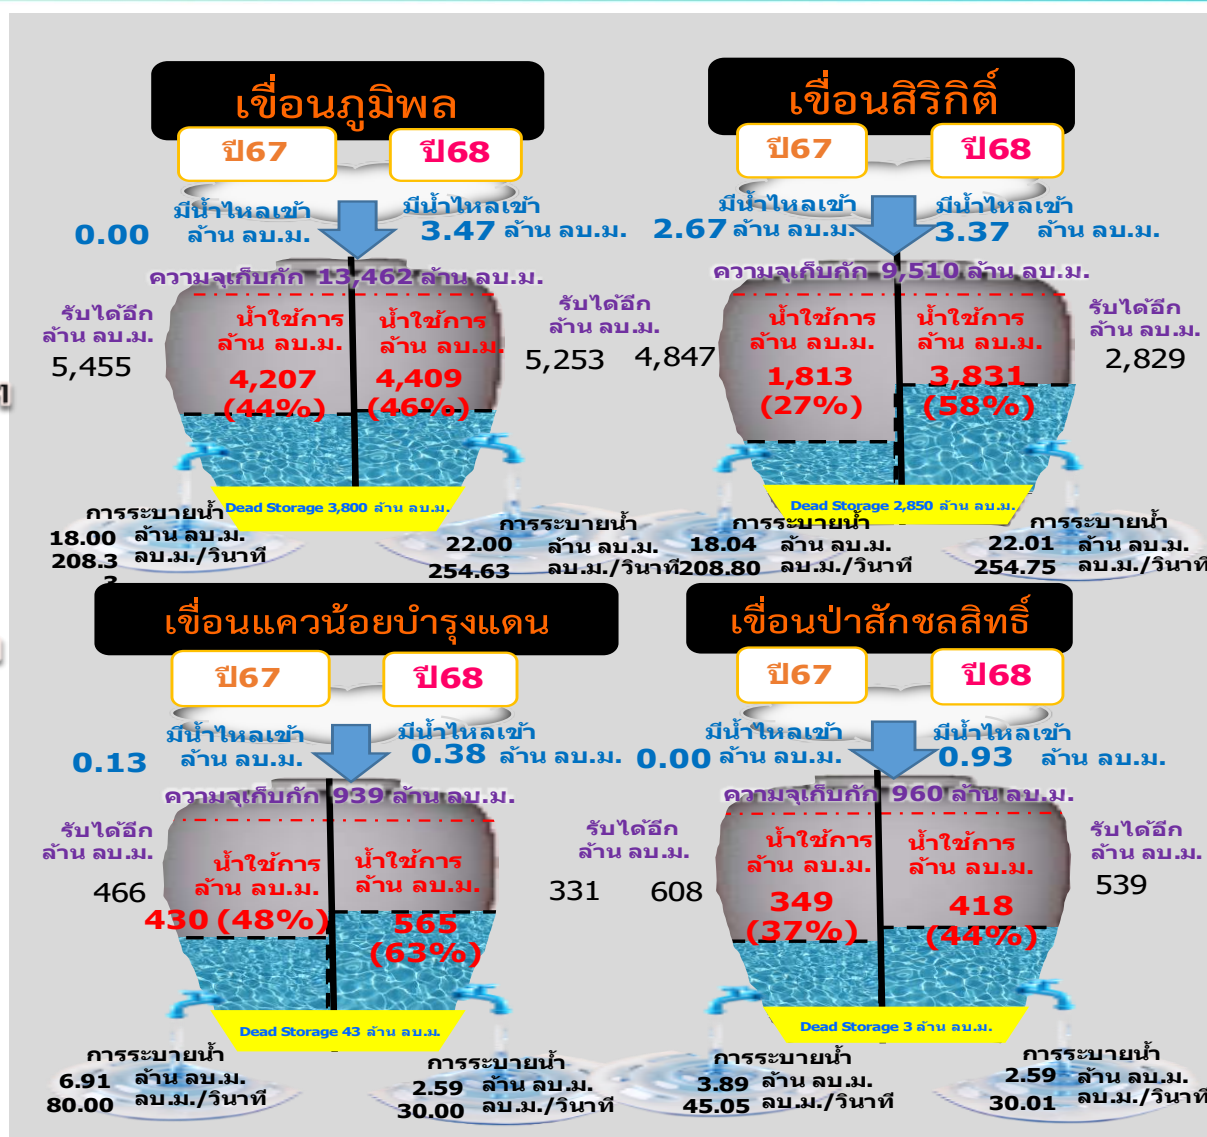 เขื่อนภูมิพล
ปี67
ปี68
มีน้ำไหลเข้า
0.00 ล้าน ลบ.ม.
มีน้ำไหลเข้า
3.47 ล้าน ลบ.ม.
ความจุเก็บกัก 13,462 ล้าน ลบ.ม.
รับได้อีก
ล้าน ลบ.ม.
5,455
น้ำใช้การ
ล้าน ลบ.ม.
4,207
(44%)
น้ำใช้การ
ล้าน ลบ.ม.
4,409
(46%)
รับได้อีก
ล้าน ลบ.ม.
5,253
Dead Storage 3,800 ล้าน ลบ.ม.
การระบายน้ำ
18.00 ล้าน ลบ.ม.
208.3 ลบ.ม./วินาที
3
การระบายน้ำ
22.00 ล้าน ลบ.ม.
254.63 ลบ.ม./วินาที
เขื่อนสิริกิติ์
ปี67
ปี68
มีน้ำไหลเข้า
2.67 ล้าน ลบ.ม.
มีน้ำไหลเข้า
3.37 ล้าน ลบ.ม.
ความจุเก็บกัก 9,510 ล้าน ลบ.ม.
4,847
น้ำใช้การ
ล้าน ลบ.ม.
1,813
(27%)
น้ำใช้การ
ล้าน ลบ.ม.
3,831
(58%)
รับได้อีก
ล้าน ลบ.ม.
2,829
Dead Storage 2,850 ล้าน ลบ.ม.
การระบายน้ำ
18.04 ล้าน ลบ.ม.
208.80 ลบ.ม./วินาที
การระบายน้ำ
22.01 ล้าน ลบ.ม.
254.75 ลบ.ม./วินาที
เขื่อนแควน้อยบำรุงแดน
ปี67
ปี68
มีน้ำไหลเข้า
0.13 ล้าน ลบ.ม.
มีน้ำไหลเข้า
0.38 ล้าน ลบ.ม.
ความจุเก็บกัก 939 ล้าน ลบ.ม.
รับได้อีก
ล้าน ลบ.ม.
466
น้ำใช้การ
ล้าน ลบ.ม.
430 (48%)
น้ำใช้การ
ล้าน ลบ.ม.
565
(63%)
รับได้อีก
ล้าน ลบ.ม.
331
Dead Storage 43 ล้าน ลบ.ม.
การระบายน้ำ
6.91 ล้าน ลบ.ม.
80.00 ลบ.ม./วินาที
การระบายน้ำ
2.59 ล้าน ลบ.ม.
30.00 ลบ.ม./วินาที
เขื่อนป่าสักชลสิทธิ์
ปี67
ปี68
มีน้ำไหลเข้า
0.00 ล้าน ลบ.ม.
มีน้ำไหลเข้า
0.93 ล้าน ลบ.ม.
ความจุเก็บกัก 960 ล้าน ลบ.ม.
608
น้ำใช้การ
ล้าน ลบ.ม.
349
(37%)
น้ำใช้การ
ล้าน ลบ.ม.
418
(44%)
รับได้อีก
ล้าน ลบ.ม.
539
Dead Storage 3 ล้าน ลบ.ม.
การระบายน้ำ
3.89 ล้าน ลบ.ม.
45.05 ลบ.ม./วินาที
การระบายน้ำ
2.59 ล้าน ลบ.ม.
30.01 ลบ.ม./วินาที